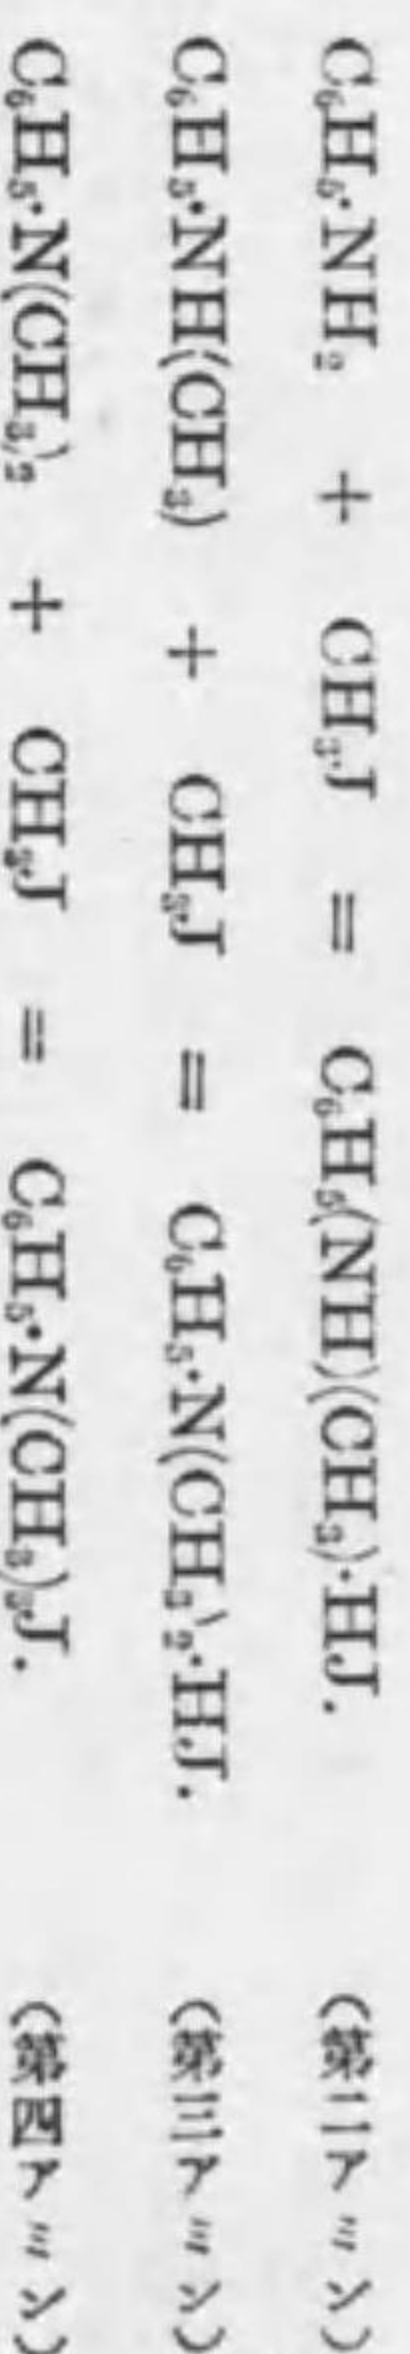 C₆H₅·NH₂ + CH₃J = C₆H₅(NH)(CH₃)·HJ. (第二アミン)
C₆H₅·NH(CH₃) + CH₃J = C₆H₅·N(CH₃)₂·HJ. (第三アミン)
C₆H₅·N(CH₃)₂ + CH₃J = C₆H₅·N(CH₃)₃J. (第四アミン)